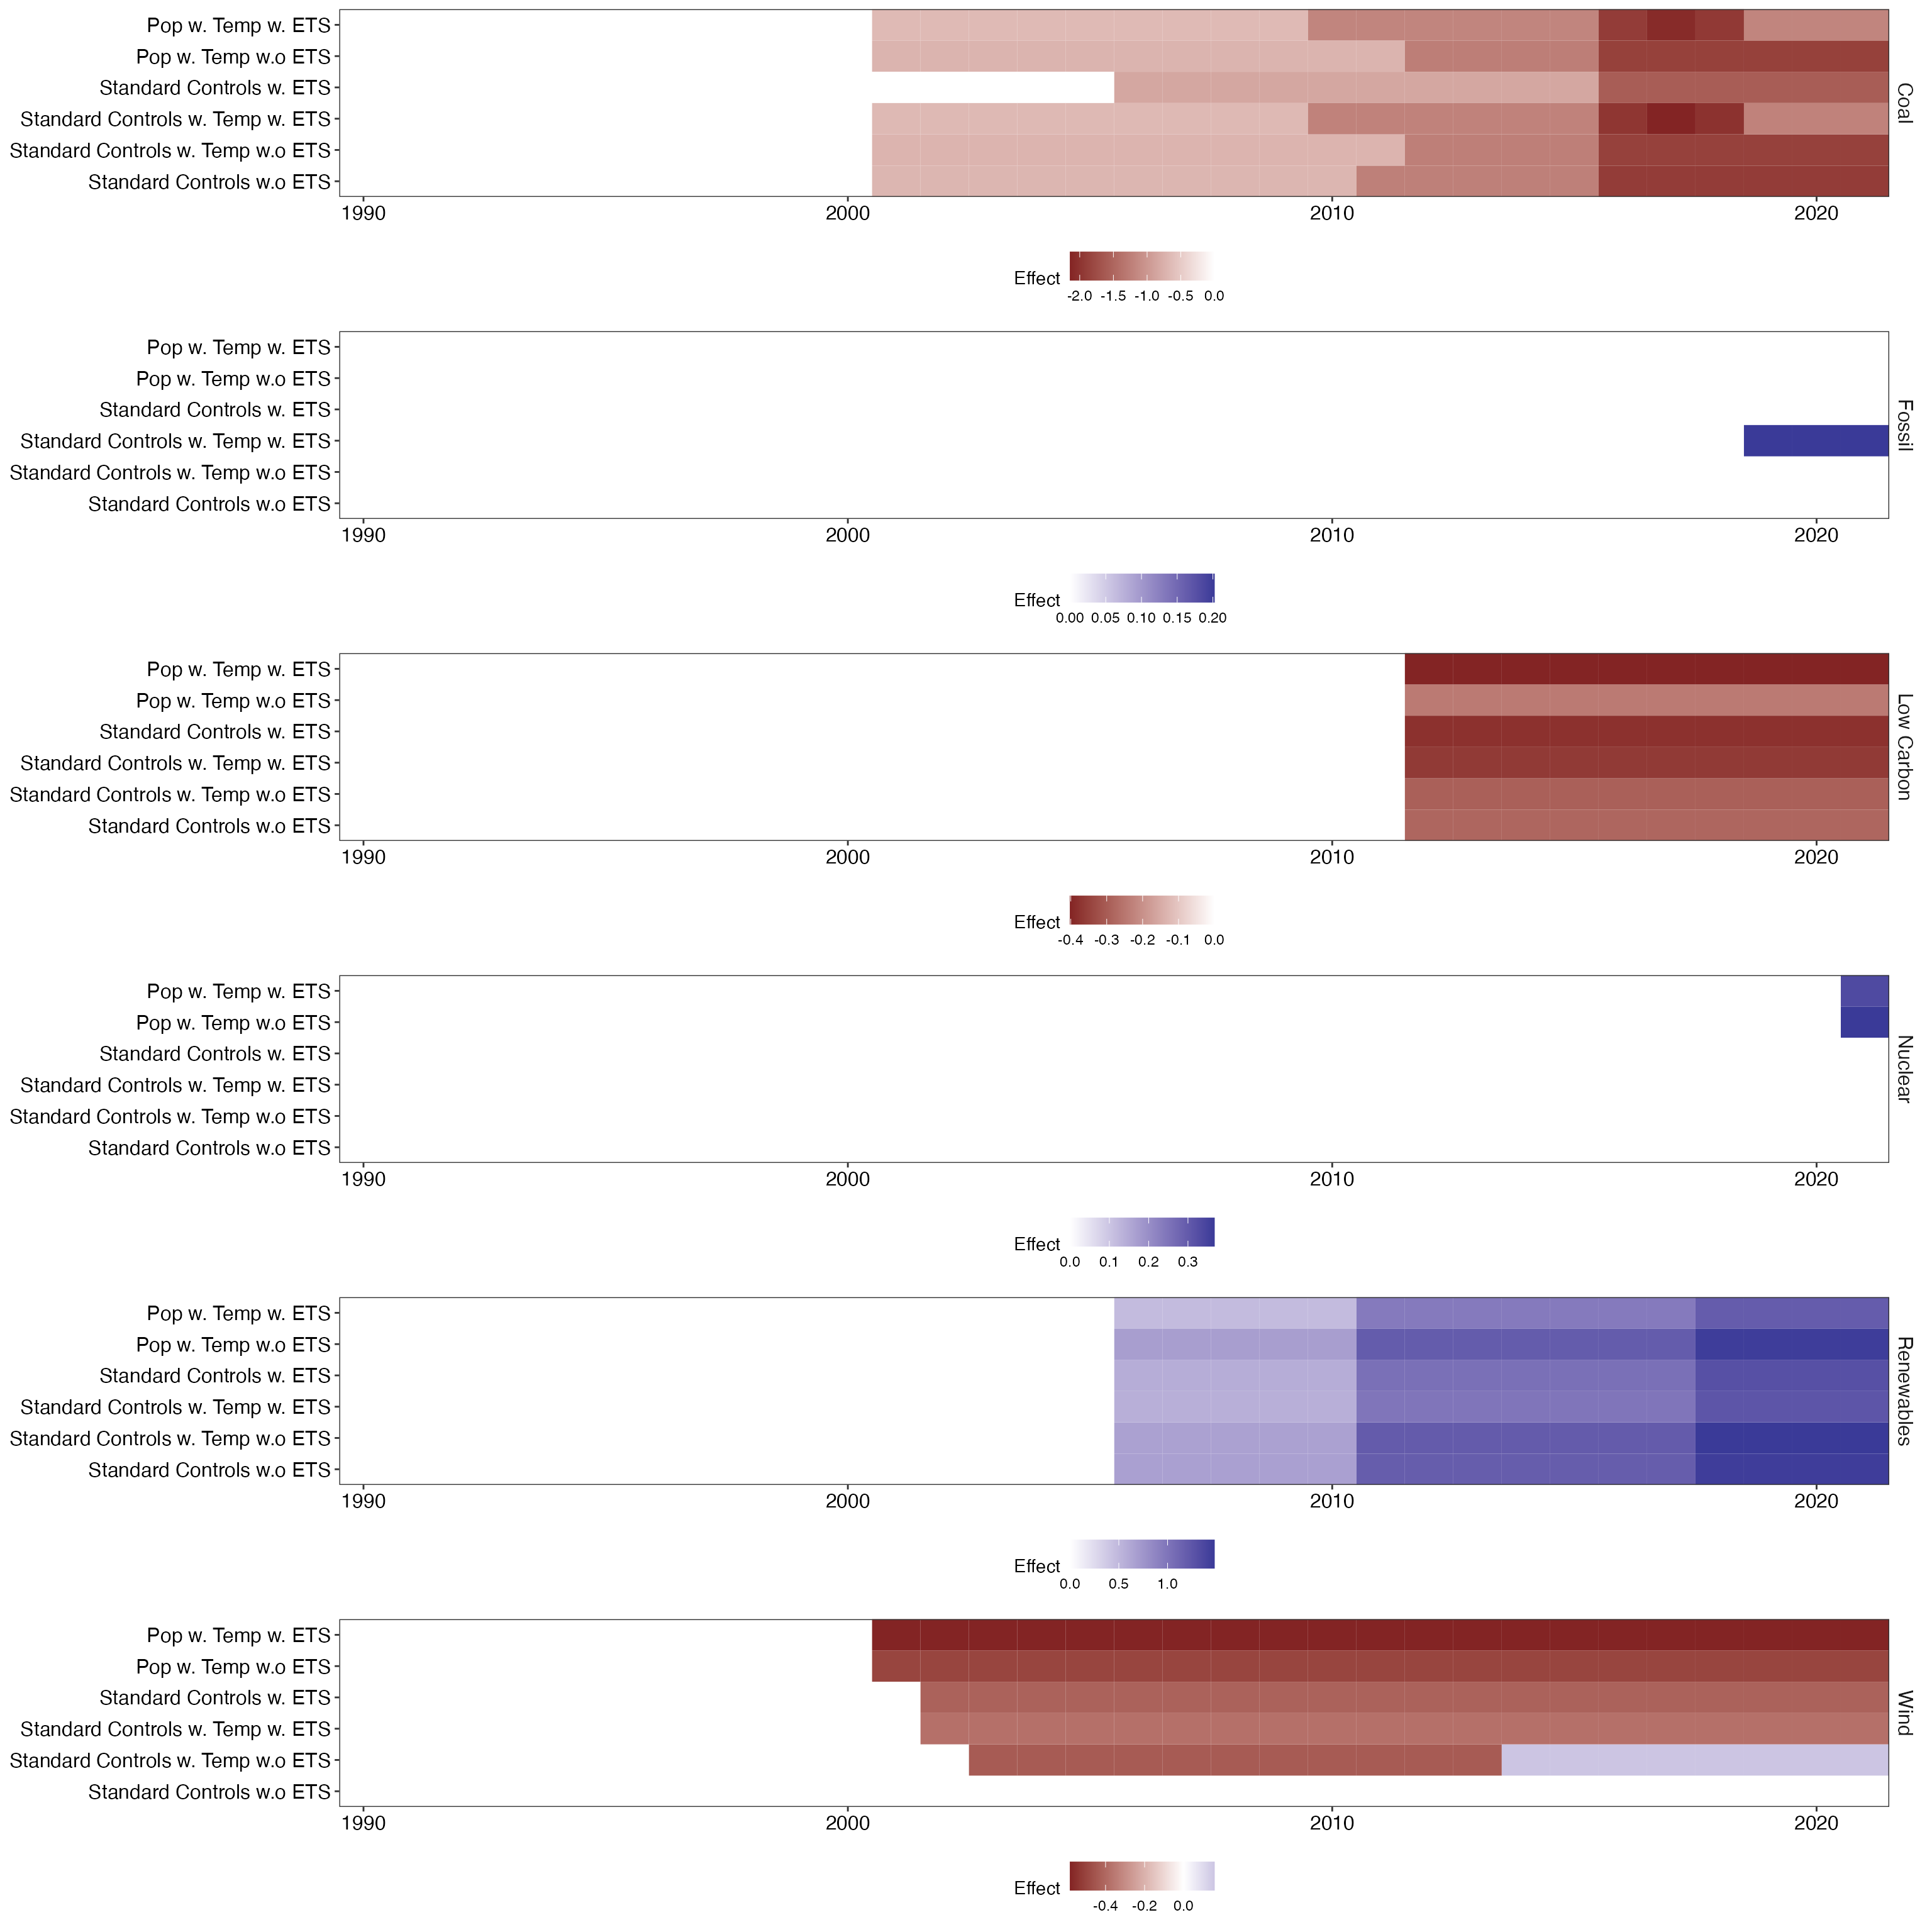 Pop w. Temp w. ETS
Pop w. Temp w.o ETS
Standard Controls w. ETS
Standard Controls w. Temp w. ETS
Standard Controls w. Temp w.o ETS
Standard Controls w.o ETS
Coal
1990 2000 2010 2020
Effect
-2.0 -1.5 -1.0 -0.5 0.0
Pop w. Temp w. ETS
Pop w. Temp w.o ETS
Standard Controls w. ETS
Standard Controls w. Temp w. ETS
Standard Controls w. Temp w.o ETS
Standard Controls w.o ETS
Fossil
1990 2000 2010 2020
Effect
0.00 0.05 0.10 0.15 0.20
Pop w. Temp w. ETS
Pop w. Temp w.o ETS
Standard Controls w. ETS
Standard Controls w. Temp w. ETS
Standard Controls w. Temp w.o ETS
Standard Controls w.o ETS
Low Carbon
1990 2000 2010 2020
Effect
-0.4 -0.3 -0.2 -0.1 0.0
Pop w. Temp w. ETS
Pop w. Temp w.o ETS
Standard Controls w. ETS
Standard Controls w. Temp w. ETS
Standard Controls w. Temp w.o ETS
Standard Controls w.o ETS
Nuclear
1990 2000 2010 2020
Effect
0.0 0.1 0.2 0.3
Pop w. Temp w. ETS
Pop w. Temp w.o ETS
Standard Controls w. ETS
Standard Controls w. Temp w. ETS
Standard Controls w. Temp w.o ETS
Standard Controls w.o ETS
Renewables
1990 2000 2010 2020
Effect
0.0 0.5 1.0
Pop w. Temp w. ETS
Pop w. Temp w.o ETS
Standard Controls w. ETS
Standard Controls w. Temp w. ETS
Standard Controls w. Temp w.o ETS
Standard Controls w.o ETS
Wind
1990 2000 2010 2020
Effect
-0.4 -0.2 0.0